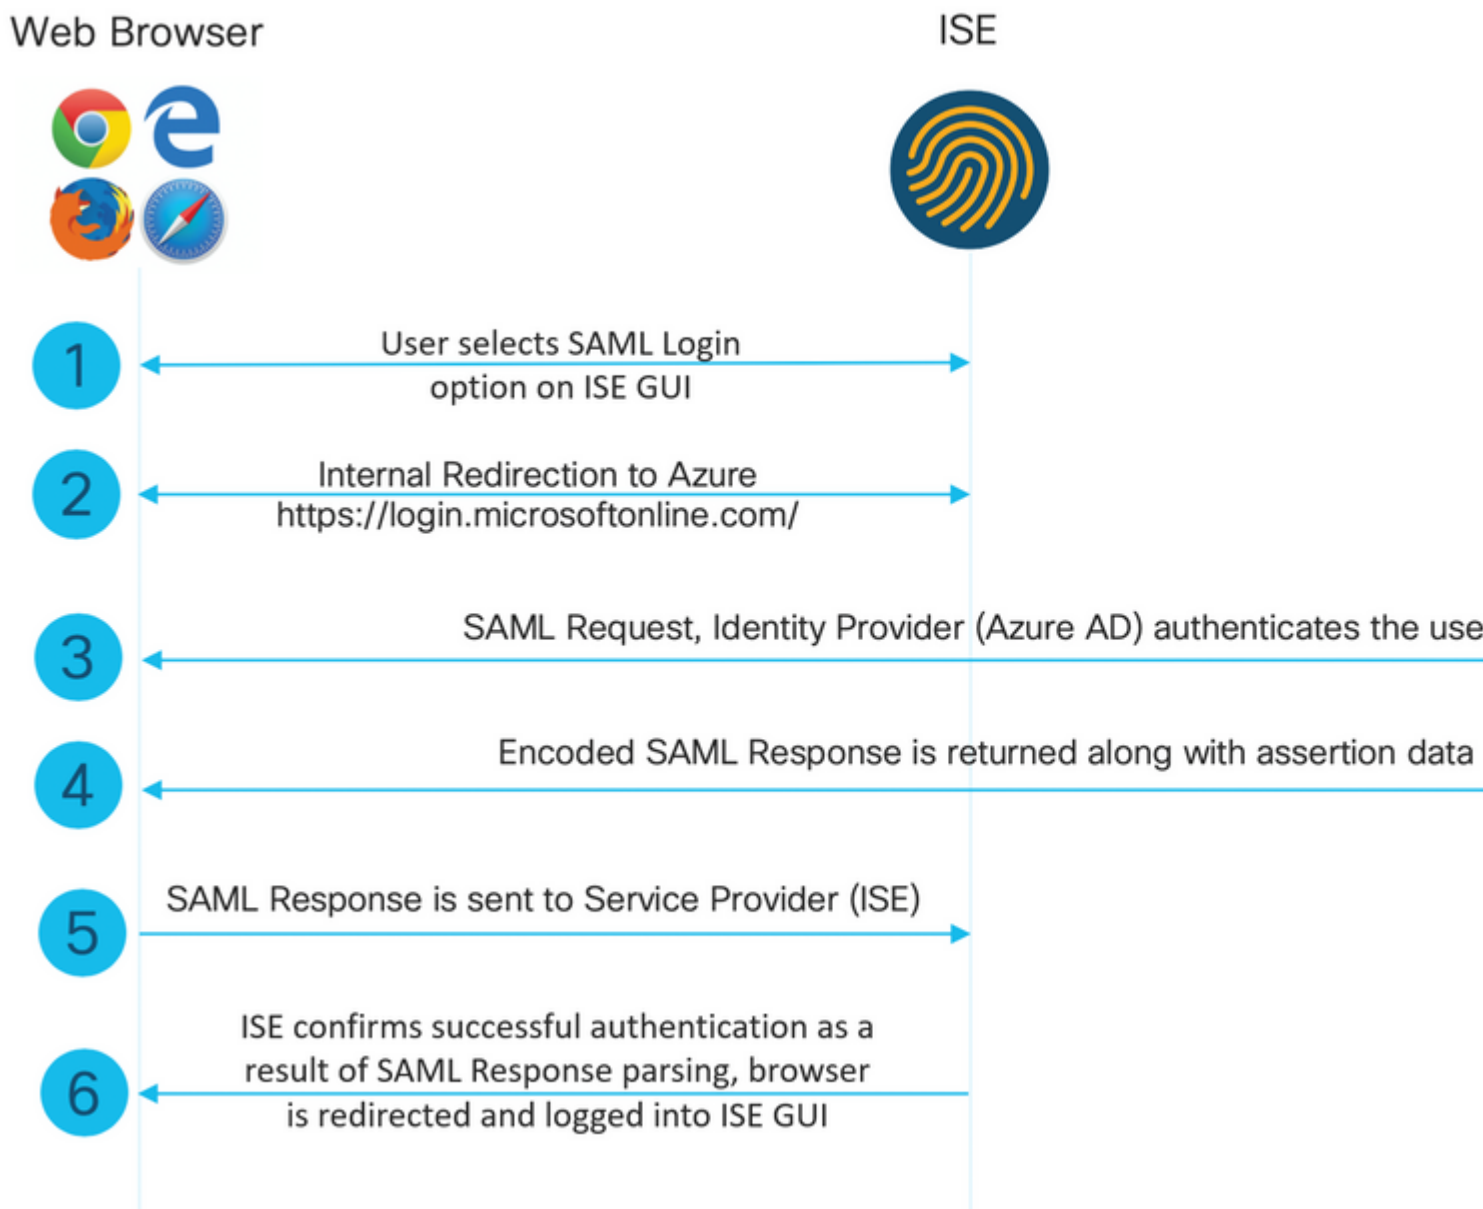 Web Browser
ISE
1
User selects SAML Login
option on ISE GUI
2
Internal Redirection to Azure
https://login.microsoftonline.com/
3
SAML Request, Identity Provider (Azure AD) authenticates the use
4
Encoded SAML Response is returned along with assertion data
5
SAML Response is sent to Service Provider (ISE)
6
ISE confirms successful authentication as a
result of SAML Response parsing, browser
is redirected and logged into ISE GUI